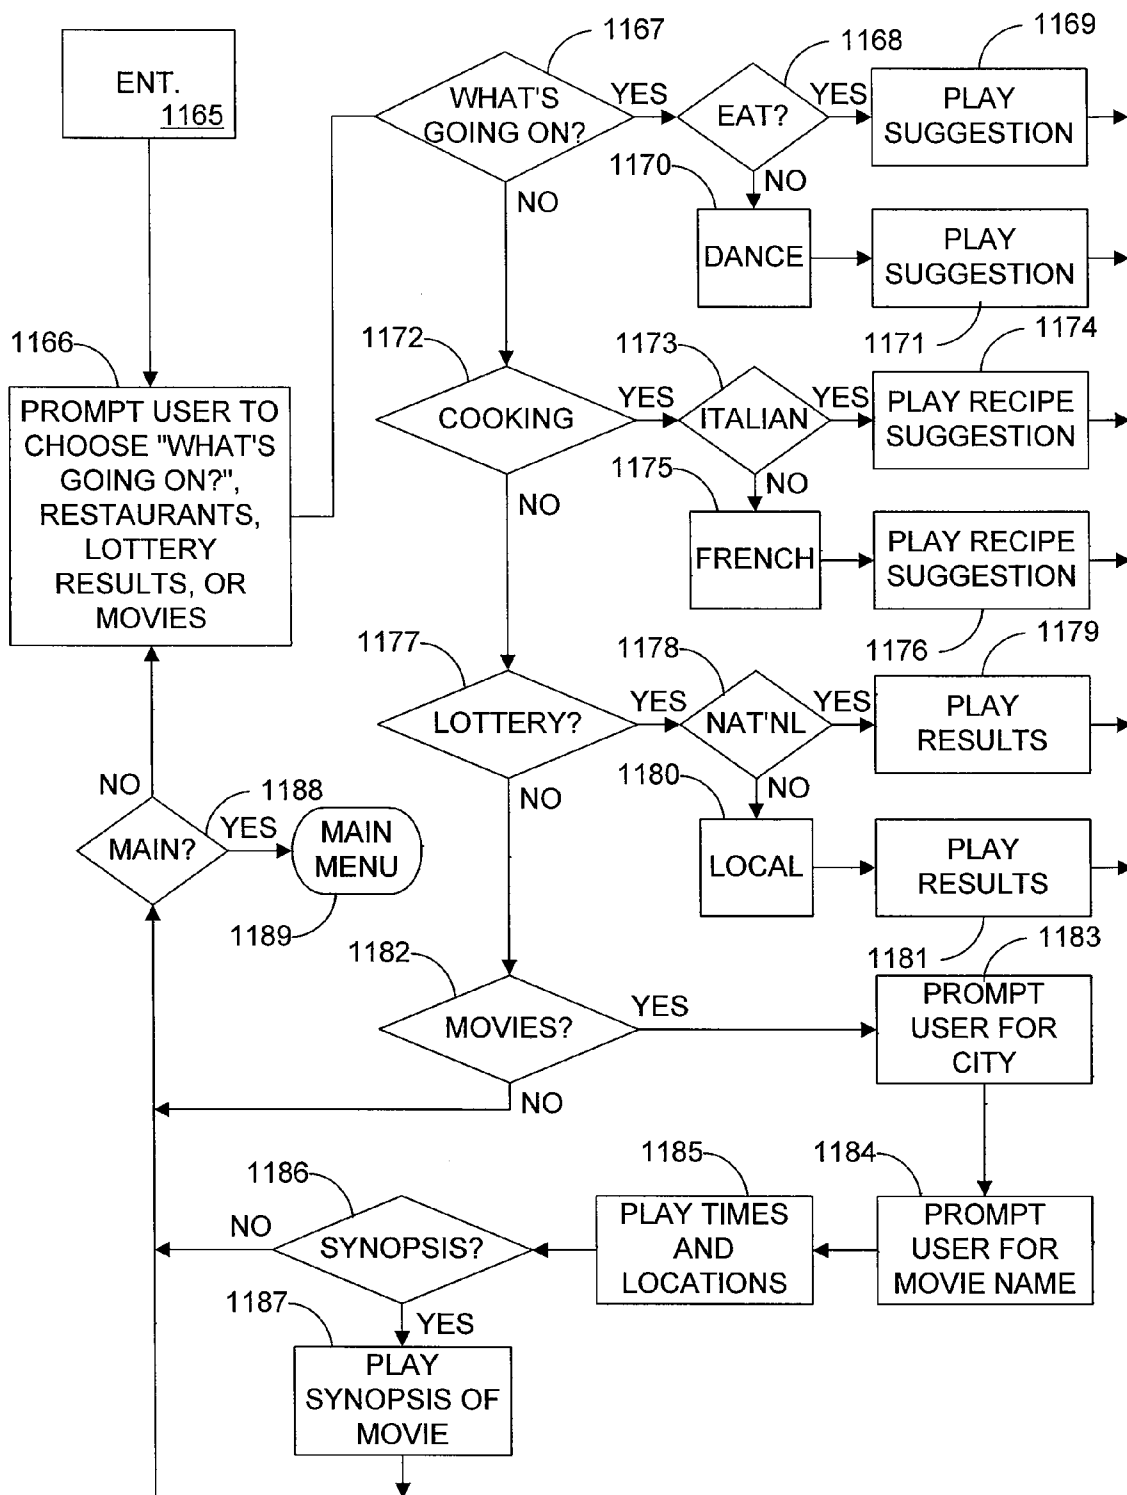 ENT.
1165
1167
WHAT'S
GOING ON?
YES
NO
1168
EAT?
YES
NO
1169
PLAY
SUGGESTION
1170
DANCE
PLAY
SUGGESTION
1171
1166
PROMPT USER TO
CHOOSE "WHAT'S
GOING ON?",
RESTAURANTS,
LOTTERY
RESULTS, OR
MOVIES
1172
COOKING
YES
NO
1173
ITALIAN
YES
NO
1174
PLAY RECIPE
SUGGESTION
1175
FRENCH
PLAY RECIPE
SUGGESTION
1176
1177
LOTTERY?
YES
NO
1178
NAT'NL
YES
NO
1179
PLAY
RESULTS
1180
LOCAL
PLAY
RESULTS
1181
NO
1188
MAIN?
YES
MAIN
MENU
1189
1182
MOVIES?
YES
NO
1183
PROMPT
USER FOR
CITY
1184
PROMPT
USER FOR
MOVIE NAME
1185
PLAY TIMES
AND
LOCATIONS
1186
SYNOPSIS?
NO
YES
1187
PLAY
SYNOPSIS OF
MOVIE